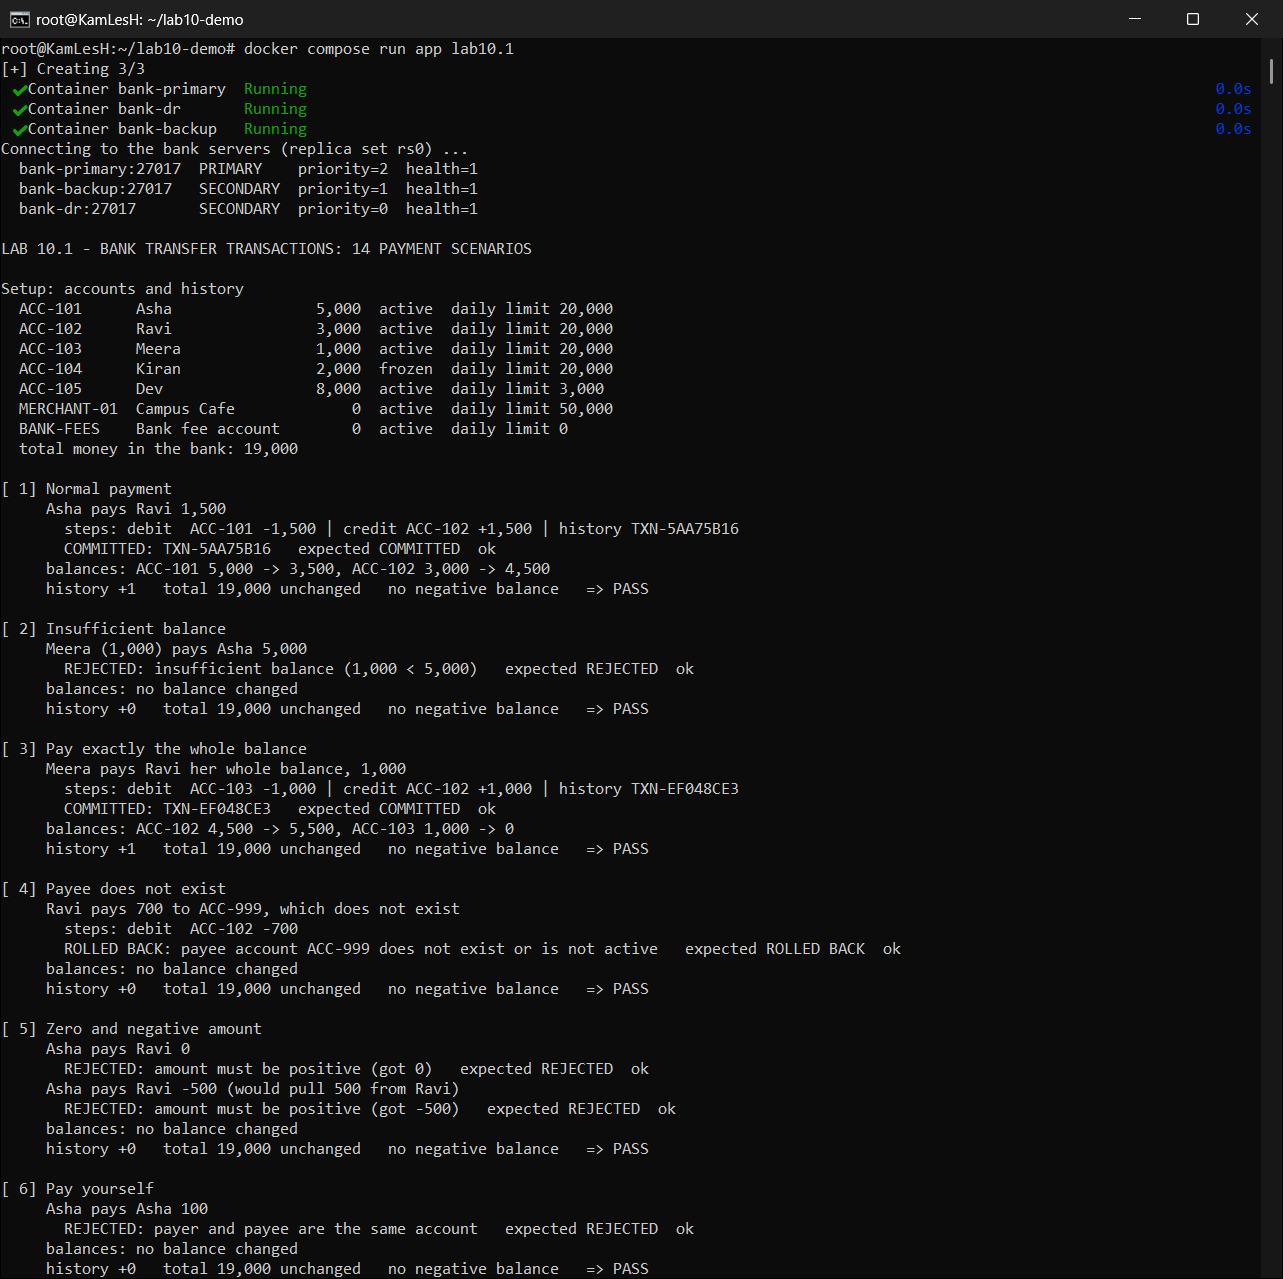 root@KamLesH: ~/lab10-demo
root@KamLesH:~/lab10-demo# docker compose run app lab10.1
[+] Creating 3/3
✔Container bank-primary  Running  0.0s
✔Container bank-dr       Running  0.0s
✔Container bank-backup   Running  0.0s
Connecting to the bank servers (replica set rs0) ...
  bank-primary:27017  PRIMARY    priority=2  health=1
  bank-backup:27017   SECONDARY  priority=1  health=1
  bank-dr:27017       SECONDARY  priority=0  health=1
LAB 10.1 - BANK TRANSFER TRANSACTIONS: 14 PAYMENT SCENARIOS
Setup: accounts and history
  ACC-101      Asha                5,000  active  daily limit 20,000
  ACC-102      Ravi                3,000  active  daily limit 20,000
  ACC-103      Meera               1,000  active  daily limit 20,000
  ACC-104      Kiran               2,000  frozen  daily limit 20,000
  ACC-105      Dev                 8,000  active  daily limit 3,000
  MERCHANT-01  Campus Cafe             0  active  daily limit 50,000
  BANK-FEES    Bank fee account        0  active  daily limit 0
  total money in the bank: 19,000
[ 1] Normal payment
     Asha pays Ravi 1,500
       steps: debit  ACC-101 -1,500 | credit ACC-102 +1,500 | history TXN-5AA75B16
       COMMITTED: TXN-5AA75B16   expected COMMITTED  ok
     balances: ACC-101 5,000 -> 3,500, ACC-102 3,000 -> 4,500
     history +1   total 19,000 unchanged   no negative balance   => PASS
[ 2] Insufficient balance
     Meera (1,000) pays Asha 5,000
       REJECTED: insufficient balance (1,000 < 5,000)   expected REJECTED  ok
     balances: no balance changed
     history +0   total 19,000 unchanged   no negative balance   => PASS
[ 3] Pay exactly the whole balance
     Meera pays Ravi her whole balance, 1,000
       steps: debit  ACC-103 -1,000 | credit ACC-102 +1,000 | history TXN-EF048CE3
       COMMITTED: TXN-EF048CE3   expected COMMITTED  ok
     balances: ACC-102 4,500 -> 5,500, ACC-103 1,000 -> 0
     history +1   total 19,000 unchanged   no negative balance   => PASS
[ 4] Payee does not exist
     Ravi pays 700 to ACC-999, which does not exist
       steps: debit  ACC-102 -700
       ROLLED BACK: payee account ACC-999 does not exist or is not active   expected ROLLED BACK  ok
     balances: no balance changed
     history +0   total 19,000 unchanged   no negative balance   => PASS
[ 5] Zero and negative amount
     Asha pays Ravi 0
       REJECTED: amount must be positive (got 0)   expected REJECTED  ok
     Asha pays Ravi -500 (would pull 500 from Ravi)
       REJECTED: amount must be positive (got -500)   expected REJECTED  ok
     balances: no balance changed
     history +0   total 19,000 unchanged   no negative balance   => PASS
[ 6] Pay yourself
     Asha pays Asha 100
       REJECTED: payer and payee are the same account   expected REJECTED  ok
     balances: no balance changed
     history +0   total 19,000 unchanged   no negative balance   => PASS